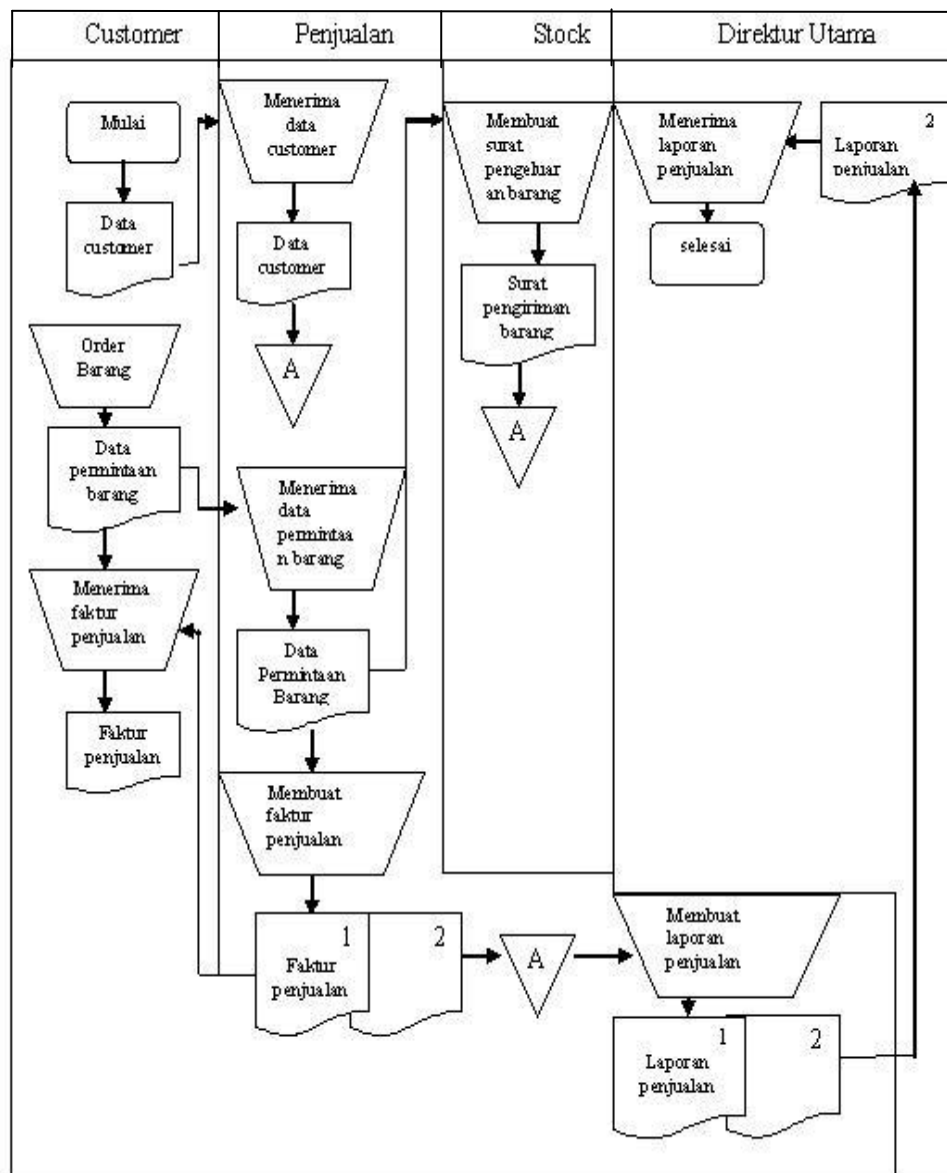 Customer
Penjualan
Stock
Direktur Utama
Mulai
Data
customer
Order
Barang
Data
permintaan
barang
Menerima
faktur
penjualan
Faktur
penjualan
Menerima
data
customer
Data
customer
A
Menerima
data
permintaa
n barang
Data
Permintaan
Barang
Membuat
faktur
penjualan
1
Faktur
penjualan
2
Membuat
surat
pengeluar
an barang
Surat
pengiriman
barang
A
A
Menerima
laporan
penjualan
selesai
2
Laporan
penjualan
Membuat
laporan
penjualan
1
Laporan
penjualan
2